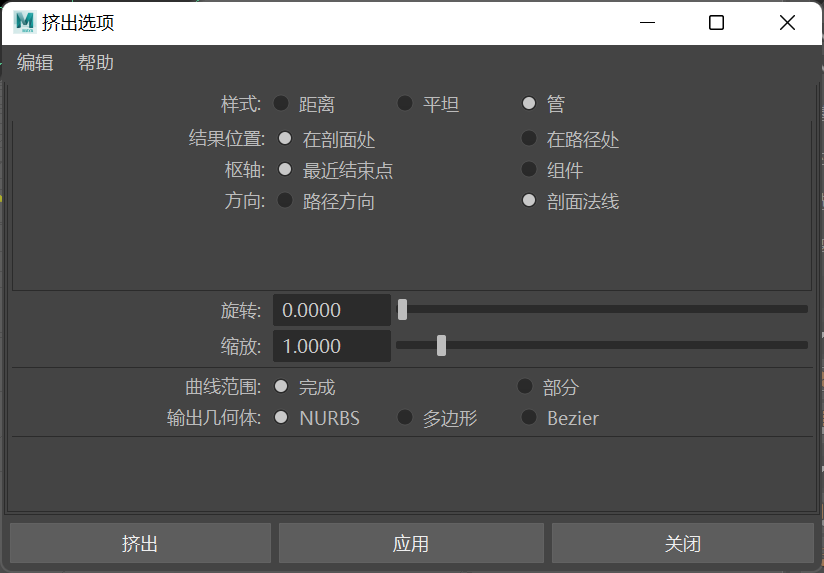 挤出选项
编辑 帮助
样式: 距离 平坦 管
结果位置: 在剖面处 在路径处
枢轴: 最近结束点 组件
方向: 路径方向 剖面法线
旋转: 0.0000
缩放: 1.0000
曲线范围: 完成 部分
输出几何体: NURBS 多边形 Bezier
挤出 应用 关闭